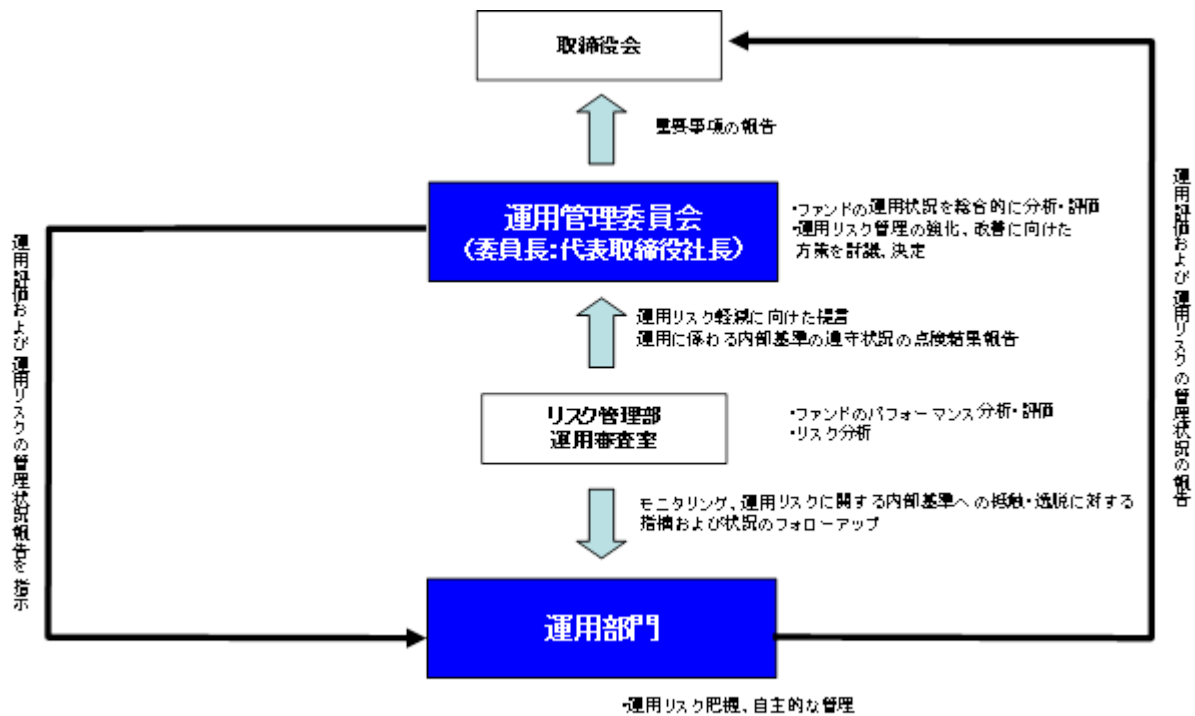 取締役会
重要事項の報告
運用管理委員会
(委員長:代表取締役社長)
・ファンドの運用状況を総合的に分析・評価
・運用リスク管理の強化、改善に向けた
方策を討議、決定
運用リスク軽減に向けた提言
運用に係わる内部基準の遵守状況の点検結果報告
リスク管理部
運用審査室
・ファンドのパフォーマンス分析・評価
・リスク分析
モニタリング、運用リスクに関する内部基準への抵触・逸脱に対する
指摘および状況のフォローアップ
運用部門
・運用リスク把握、自主的な管理
運用評価および運用リスクの管理状況報告を指示
運用評価および運用リスクの管理状況の報告